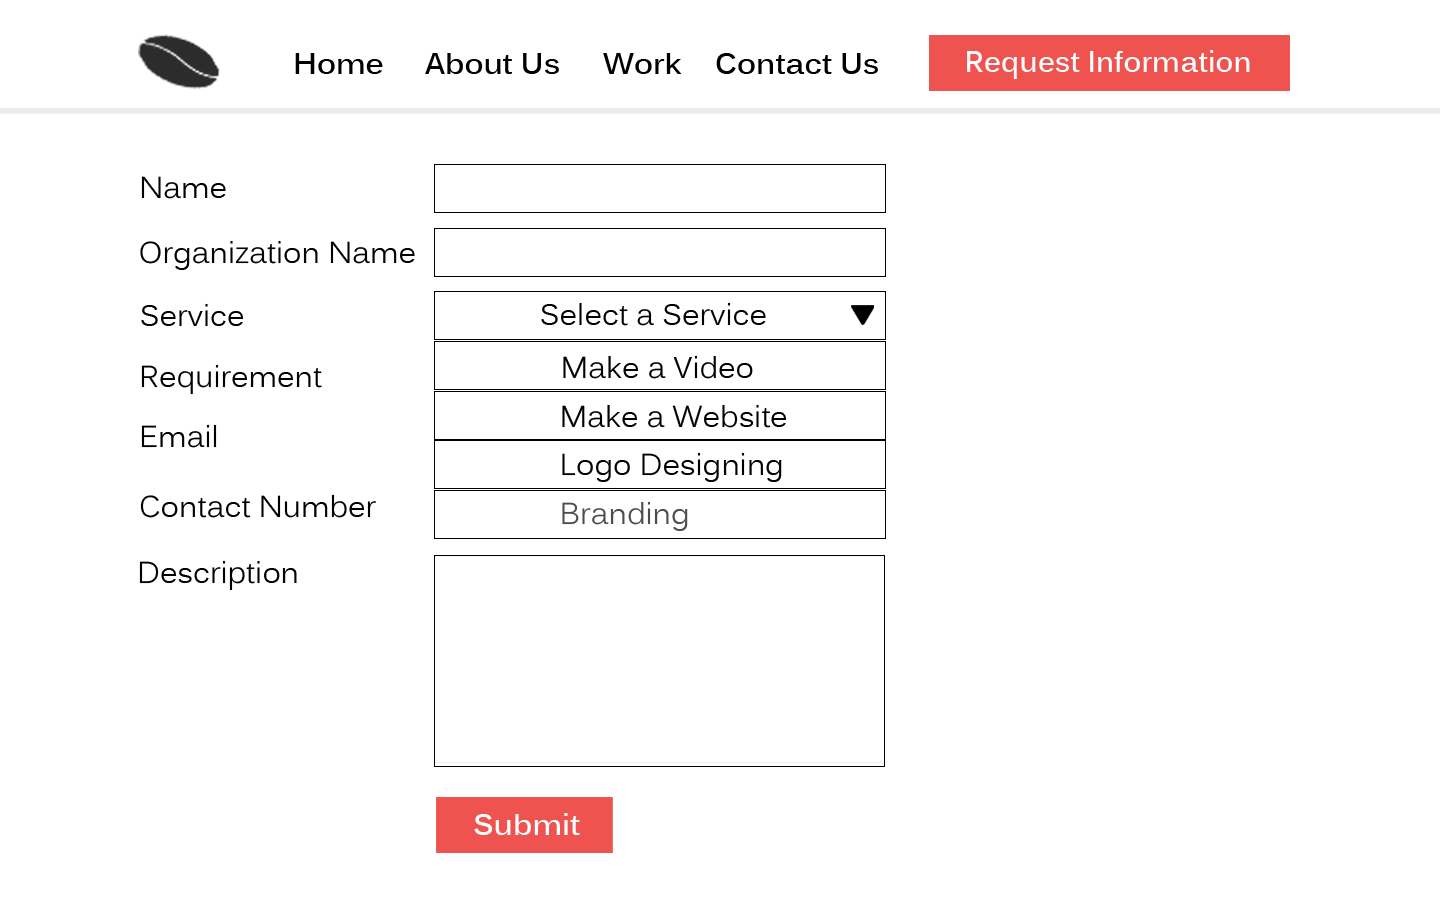 Home About Us Work Contact Us Request Information
Name
Organization Name
Service Select a Service
Requirement Make a Video
Make a Website
Email
Logo Designing
Contact Number Branding
Description
Submit